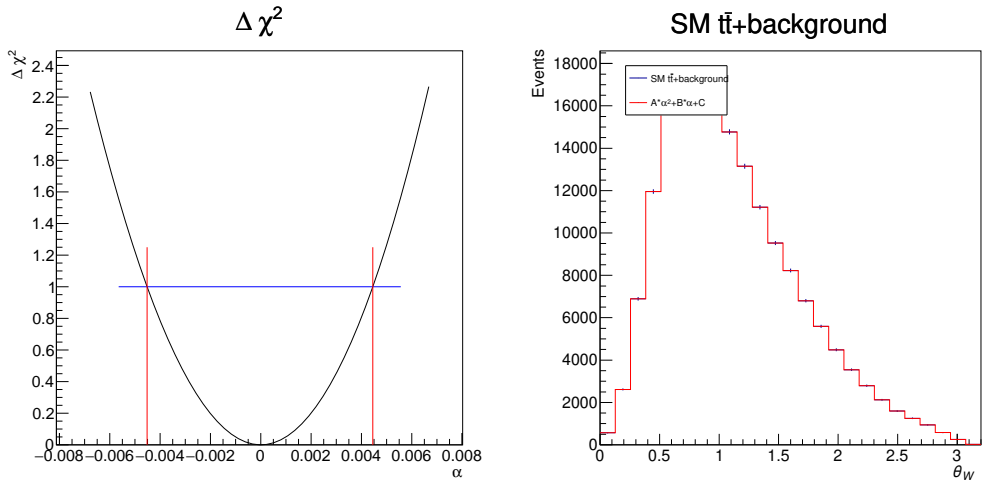 Δ χ²
Δ χ²
2.4
2.2
2
1.8
1.6
1.4
1.2
1
0.8
0.6
0.4
0.2
0
−0.008 −0.006 −0.004 −0.002 0 0.002 0.004 0.006 0.008
α
SM tt̄+background
Events
SM tt̄+background
A*α²+B*α+C
18000
16000
14000
12000
10000
8000
6000
4000
2000
0
0 0.5 1 1.5 2 2.5 3
θ_W